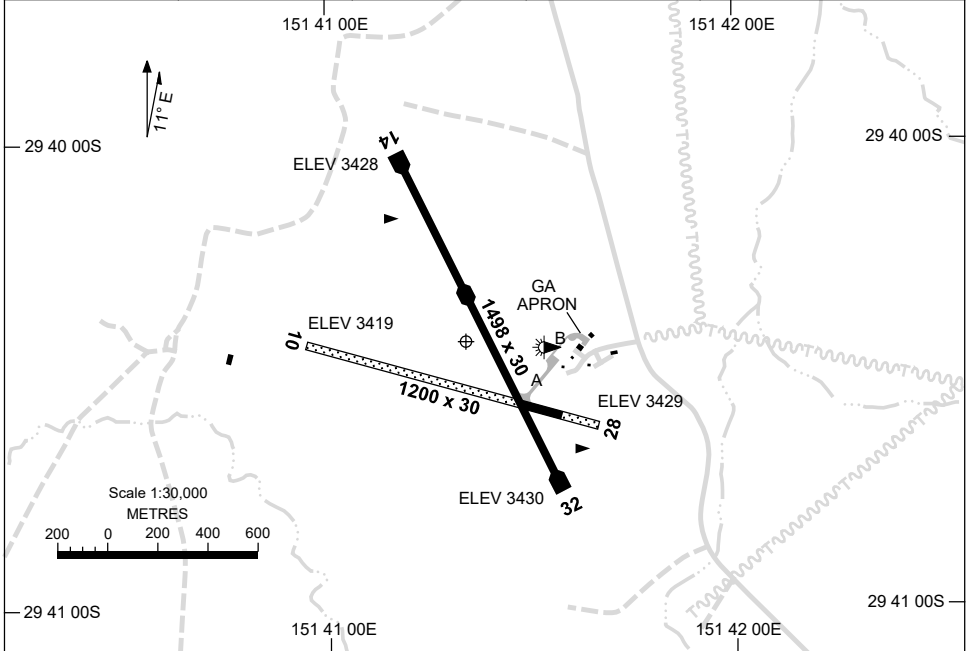 151 41 00E
151 42 00E
11° E
29 40 00S
29 40 00S
14
ELEV 3428
GA
APRON
1498 x 30
B
ELEV 3419
10
A
1200 x 30
ELEV 3429
28
Scale 1:30,000
METRES
200 0 200 400 600
ELEV 3430
32
29 41 00S
29 41 00S
151 41 00E
151 42 00E